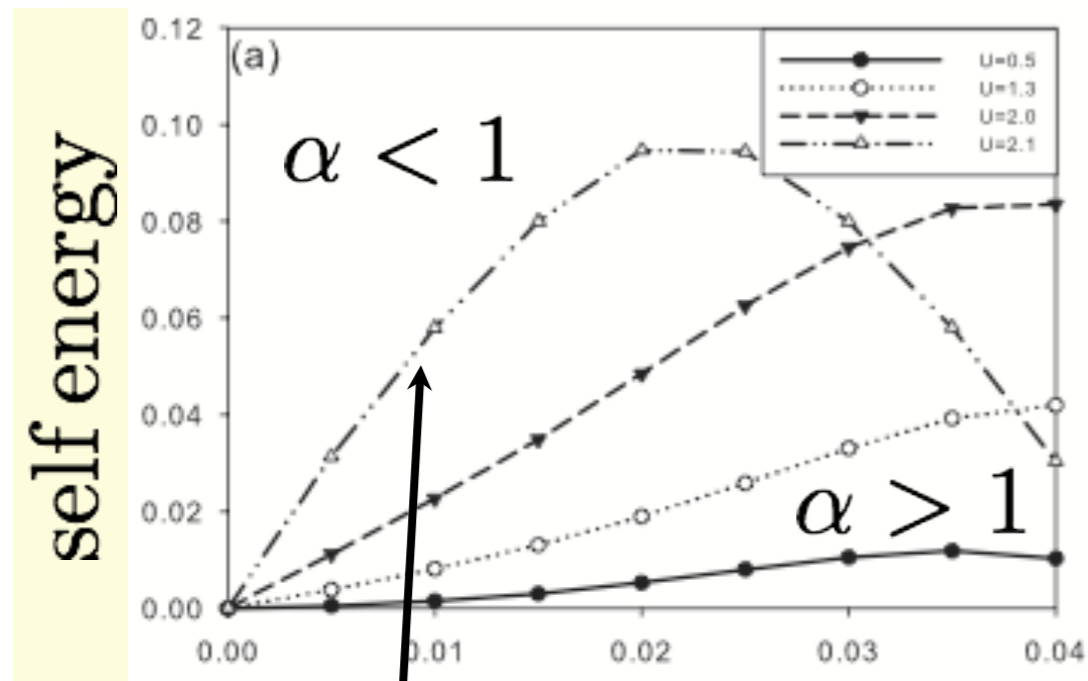 self energy
0.12
0.10
0.08
0.06
0.04
0.02
0.00
(a)
U=0.5
U=1.3
U=2.0
U=2.1
α < 1
α > 1
0.00 0.01 0.02 0.03 0.04